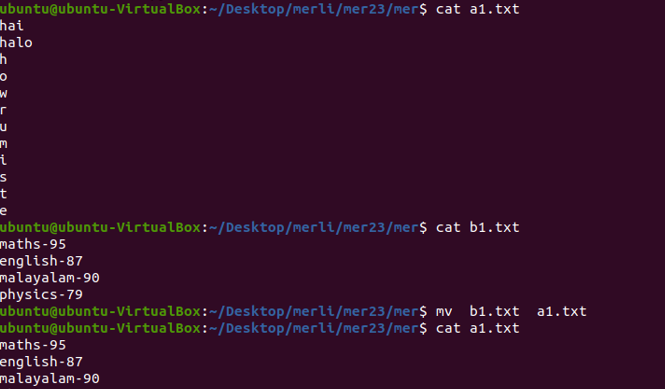 ubuntu@ubuntu-VirtualBox:~/Desktop/merli/mer23/mer$ cat a1.txt
hai
halo
h
o
w
r
u
m
i
s
t
e
ubuntu@ubuntu-VirtualBox:~/Desktop/merli/mer23/mer$ cat b1.txt
maths-95
english-87
malayalam-90
physics-79
ubuntu@ubuntu-VirtualBox:~/Desktop/merli/mer23/mer$ mv  b1.txt  a1.txt
ubuntu@ubuntu-VirtualBox:~/Desktop/merli/mer23/mer$ cat a1.txt
maths-95
english-87
malayalam-90